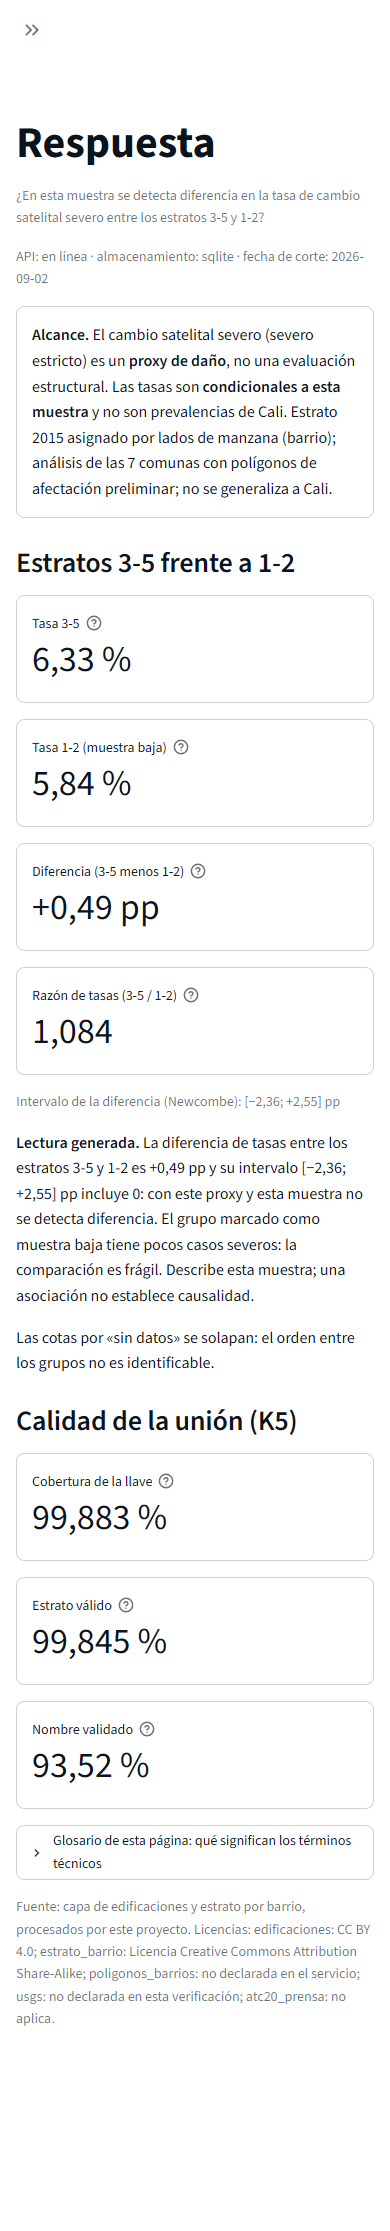 Respuesta
¿En esta muestra se detecta diferencia en la tasa de cambio
satelital severo entre los estratos 3-5 y 1-2?
API: en línea · almacenamiento: sqlite · fecha de corte: 2026-
09-02
Alcance. El cambio satelital severo (severo
estricto) es un proxy de daño, no una evaluación
estructural. Las tasas son condicionales a esta
muestra y no son prevalencias de Cali. Estrato
2015 asignado por lados de manzana (barrio);
análisis de las 7 comunas con polígonos de
afectación preliminar; no se generaliza a Cali.
Estratos 3-5 frente a 1-2
Tasa 3-5
6,33 %
Tasa 1-2 (muestra baja)
5,84 %
Diferencia (3-5 menos 1-2)
+0,49 pp
Razón de tasas (3-5 / 1-2)
1,084
Intervalo de la diferencia (Newcombe): [−2,36; +2,55] pp
Lectura generada. La diferencia de tasas entre los
estratos 3-5 y 1-2 es +0,49 pp y su intervalo [−2,36;
+2,55] pp incluye 0: con este proxy y esta muestra no
se detecta diferencia. El grupo marcado como
muestra baja tiene pocos casos severos: la
comparación es frágil. Describe esta muestra; una
asociación no establece causalidad.
Las cotas por «sin datos» se solapan: el orden entre
los grupos no es identificable.
Calidad de la unión (K5)
Cobertura de la llave
99,883 %
Estrato válido
99,845 %
Nombre validado
93,52 %
Glosario de esta página: qué significan los términos
técnicos
Fuente: capa de edificaciones y estrato por barrio,
procesados por este proyecto. Licencias: edificaciones: CC BY
4.0; estrato_barrio: Licencia Creative Commons Attribution
Share-Alike; poligonos_barrios: no declarada en el servicio;
usgs: no declarada en esta verificación; atc20_prensa: no
aplica.